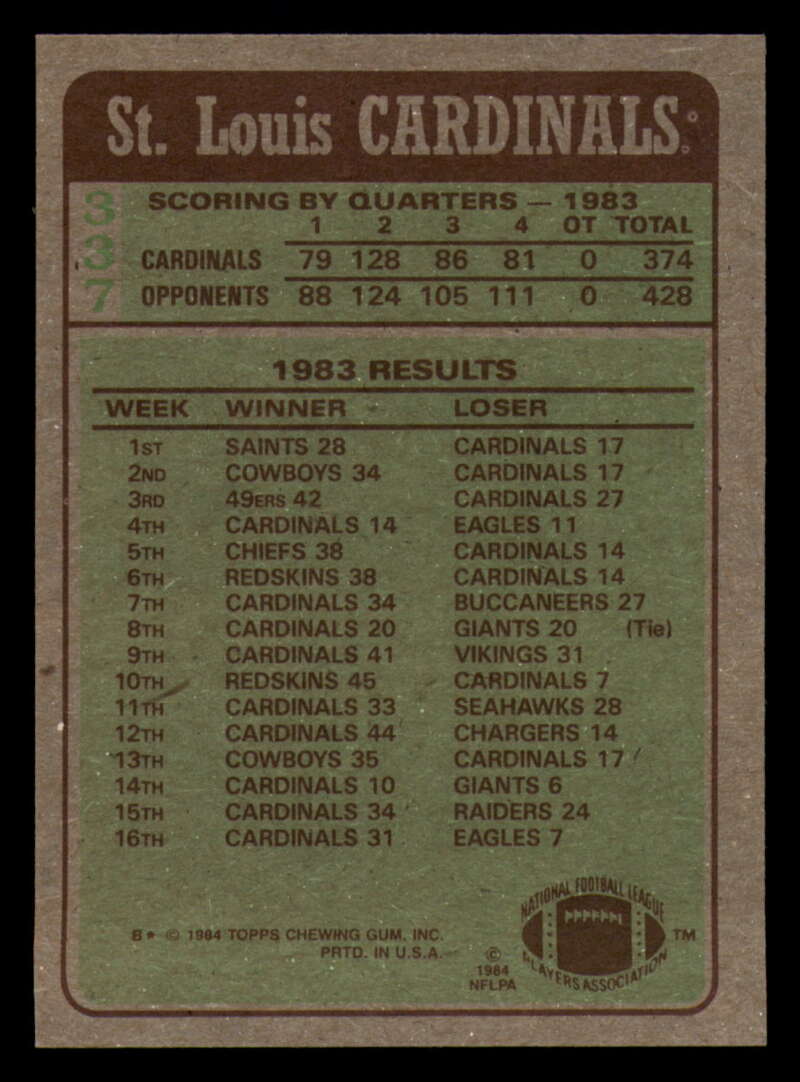 St. Louis CARDINALS®
337
SCORING BY QUARTERS — 1983
1 2 3 4 OT TOTAL
CARDINALS 79 128 86 81 0 374
OPPONENTS 88 124 105 111 0 428
1983 RESULTS
WEEK WINNER LOSER
1ST SAINTS 28 CARDINALS 17
2ND COWBOYS 34 CARDINALS 17
3RD 49ERS 42 CARDINALS 27
4TH CARDINALS 14 EAGLES 11
5TH CHIEFS 38 CARDINALS 14
6TH REDSKINS 38 CARDINALS 14
7TH CARDINALS 34 BUCCANEERS 27
8TH CARDINALS 20 GIANTS 20 (Tie)
9TH CARDINALS 41 VIKINGS 31
10TH REDSKINS 45 CARDINALS 7
11TH CARDINALS 33 SEAHAWKS 28
12TH CARDINALS 44 CHARGERS 14
13TH COWBOYS 35 CARDINALS 17
14TH CARDINALS 10 GIANTS 6
15TH CARDINALS 34 RAIDERS 24
16TH CARDINALS 31 EAGLES 7
B* © 1984 TOPPS CHEWING GUM, INC.
PRTD. IN U.S.A.
©
1984
NFLPA
NATIONAL FOOTBALL LEAGUE
PLAYERS ASSOCIATION
TM